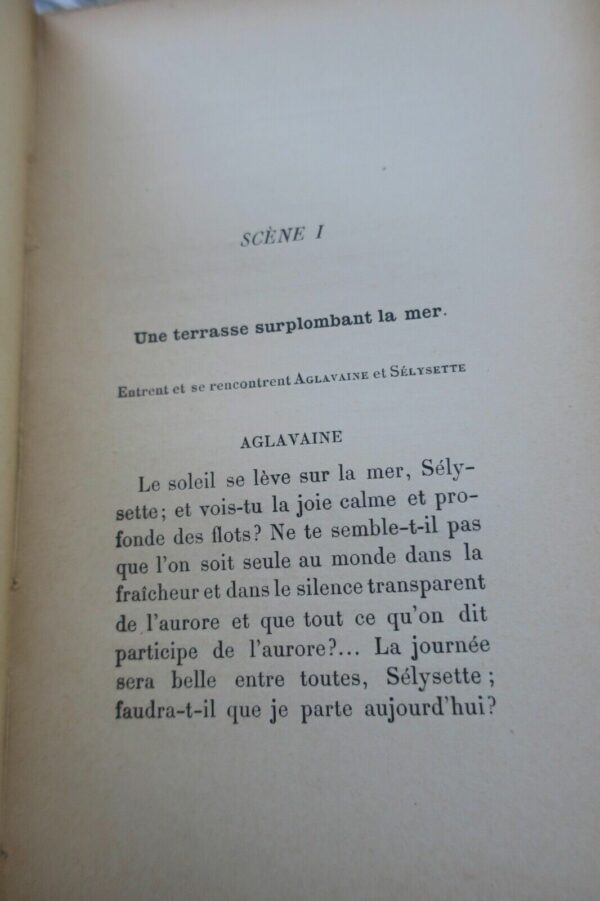 SCÈNE I
Une terrasse surplombant la mer.
Entrent et se rencontrent AGLAVAINE et SÉLYSETTE
AGLAVAINE
Le soleil se lève sur la mer, Sély-
sette; et vois-tu la joie calme et pro-
fonde des flots? Ne te semble-t-il pas
que l'on soit seule au monde dans la
fraîcheur et dans le silence transparent
de l'aurore et que tout ce qu'on dit
participe de l'aurore?... La journée
sera belle entre toutes, Sélysette ;
faudra-t-il que je parte aujourd'hui?